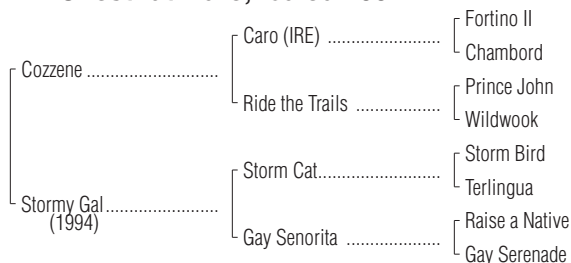 Fortino II
Caro (IRE) ........................
Chambord
Cozzene .............................
Prince John
Ride the Trails ..................
Wildwook
Storm Bird
Storm Cat..........................
Terlingua
Stormy Gal.........................
(1994)
Raise a Native
Gay Senorita ....................
Gay Serenade